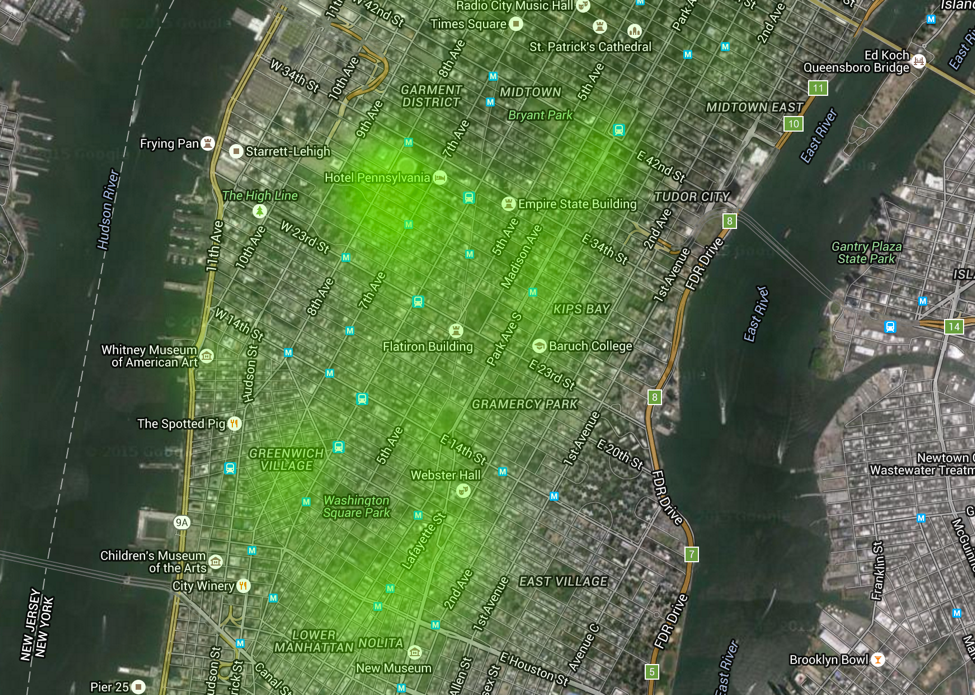 W 42nd St
11th
Radio City Music Hall
Times Square
St. Patrick's Cathedral
Park A
2nd Ave
Island
East Riv
Ed Koch
Queensboro Bridge
W 34th St
10th Ave
8th Ave
5th Ave
GARMENT
DISTRICT
MIDTOWN
Bryant Park
MIDTOWN EAST
11
10
East River
9th Ave
7th Ave
Frying Pan
Starrett-Lehigh
E 42nd St
Hotel Pennsylvania
The High Line
Empire State Building
TUDOR CITY
8
Hudson River
11th Ave
10th Ave
W 23rd St
5th Ave
Madison Ave
E 34th St
2nd Ave
1st Avenue
FDR Drive
Gantry Plaza
State Park
ISL
8th Ave
7th Ave
KIPS BAY
East River
14
W 14th St
Park Ave S
Flatiron Building
Baruch College
Whitney Museum
of American Art
Hudson St
E 23rd St
8
GRAMERCY PARK
The Spotted Pig
5th Ave
E 14th St
1st Avenue
E 20th St
GREENWICH
VILLAGE
Newtown C
Wastewater Treatm
Webster Hall
FDR Drive
Washington
Square Park
9A
Lafayette St
McGuinn
Children's Museum
of the Arts
7
City Winery
2nd Ave
1st Avenue
EAST VILLAGE
Franklin St
NEW JERSEY
NEW YORK
FDR Drive
LOWER
MANHATTAN
NOLITA
Avenue C
New Museum
E Houston St
Brooklyn Bowl
Pier 25
Canal St
Allen St
5
East River